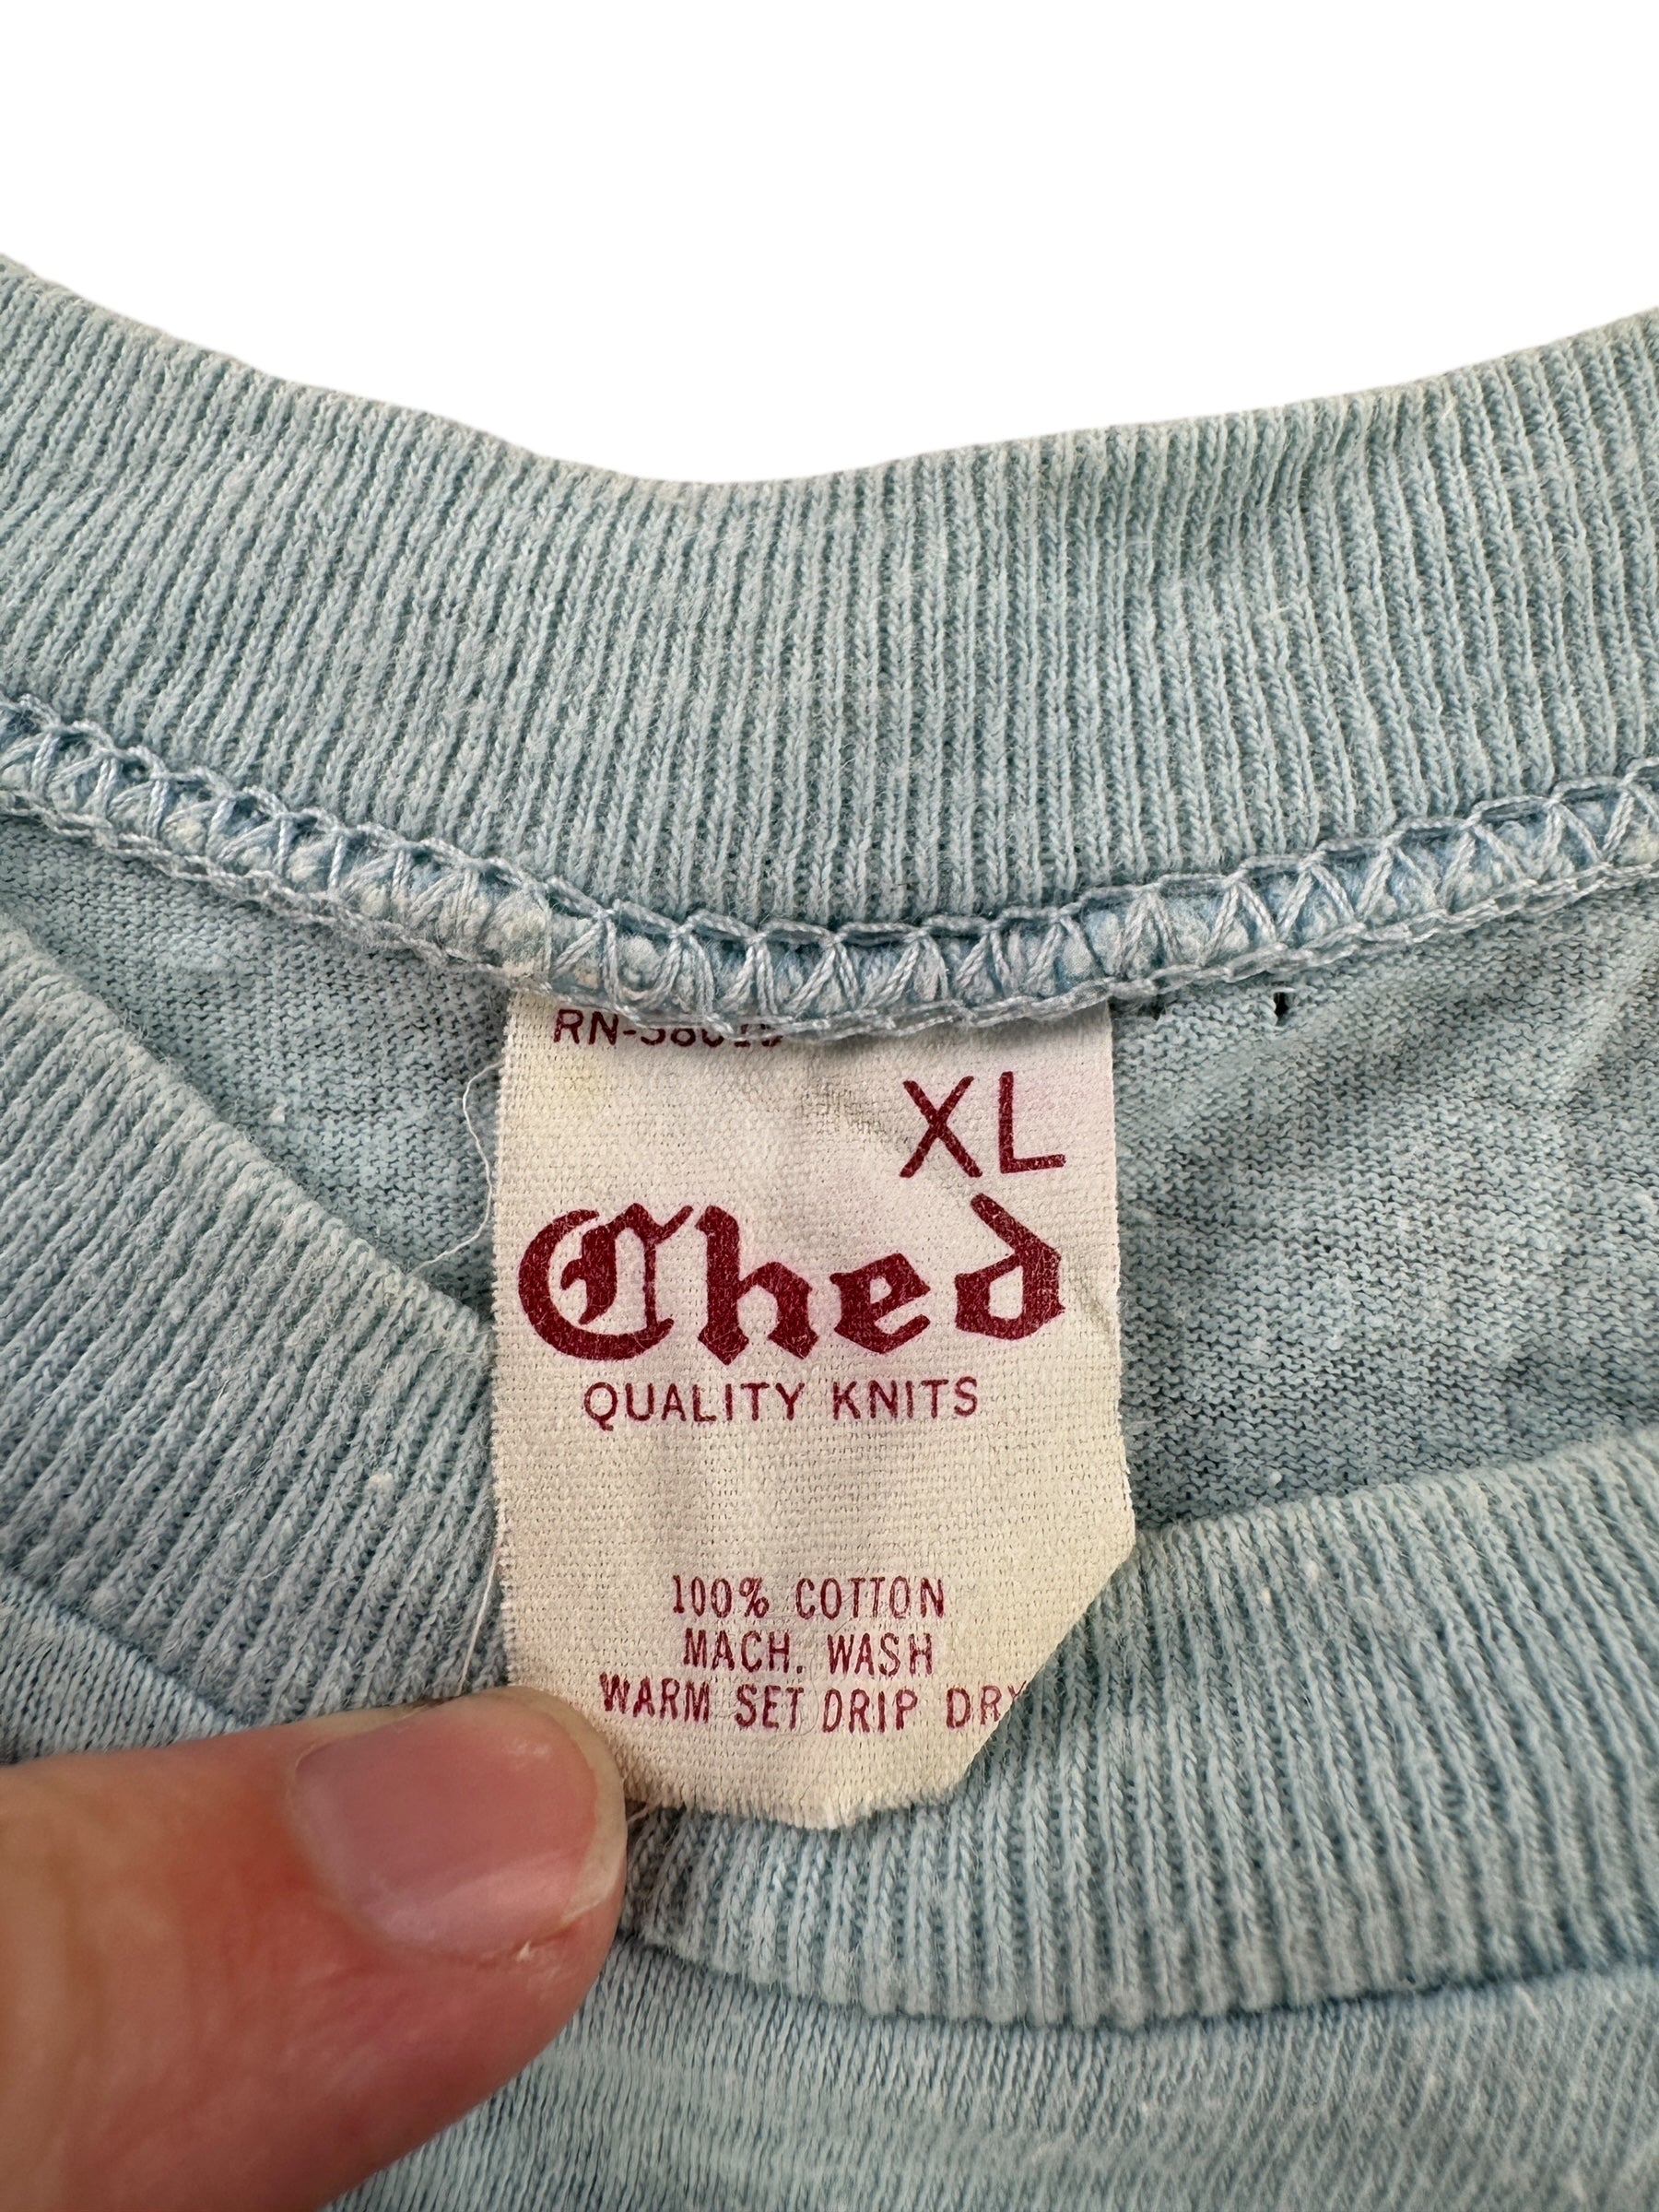 XL
Ched
QUALITY KNITS
100% COTTON
MACH. WASH
WARM SET DRIP DRY